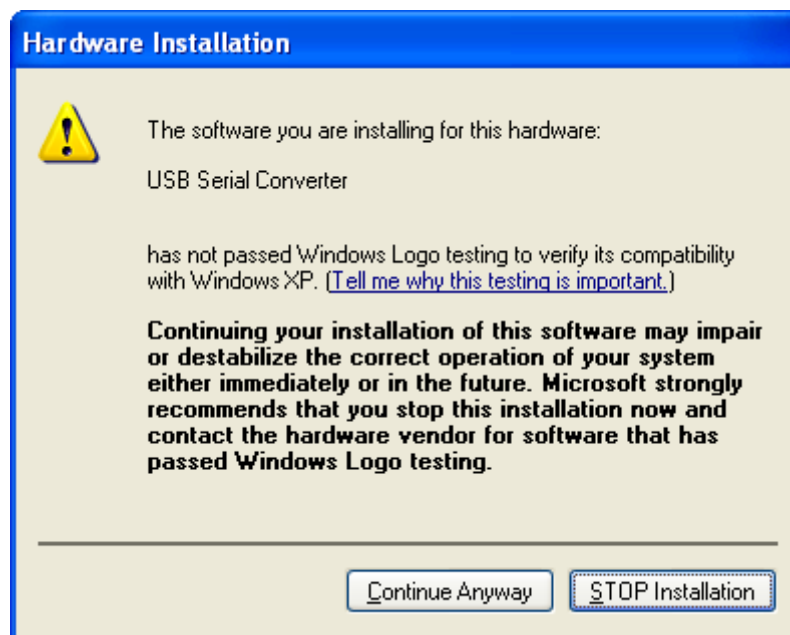 Hardware Installation
The software you are installing for this hardware:
USB Serial Converter
has not passed Windows Logo testing to verify its compatibility
with Windows XP. (Tell me why this testing is important.)
Continuing your installation of this software may impair
or destabilize the correct operation of your system
either immediately or in the future. Microsoft strongly
recommends that you stop this installation now and
contact the hardware vendor for software that has
passed Windows Logo testing.
Continue Anyway
STOP Installation